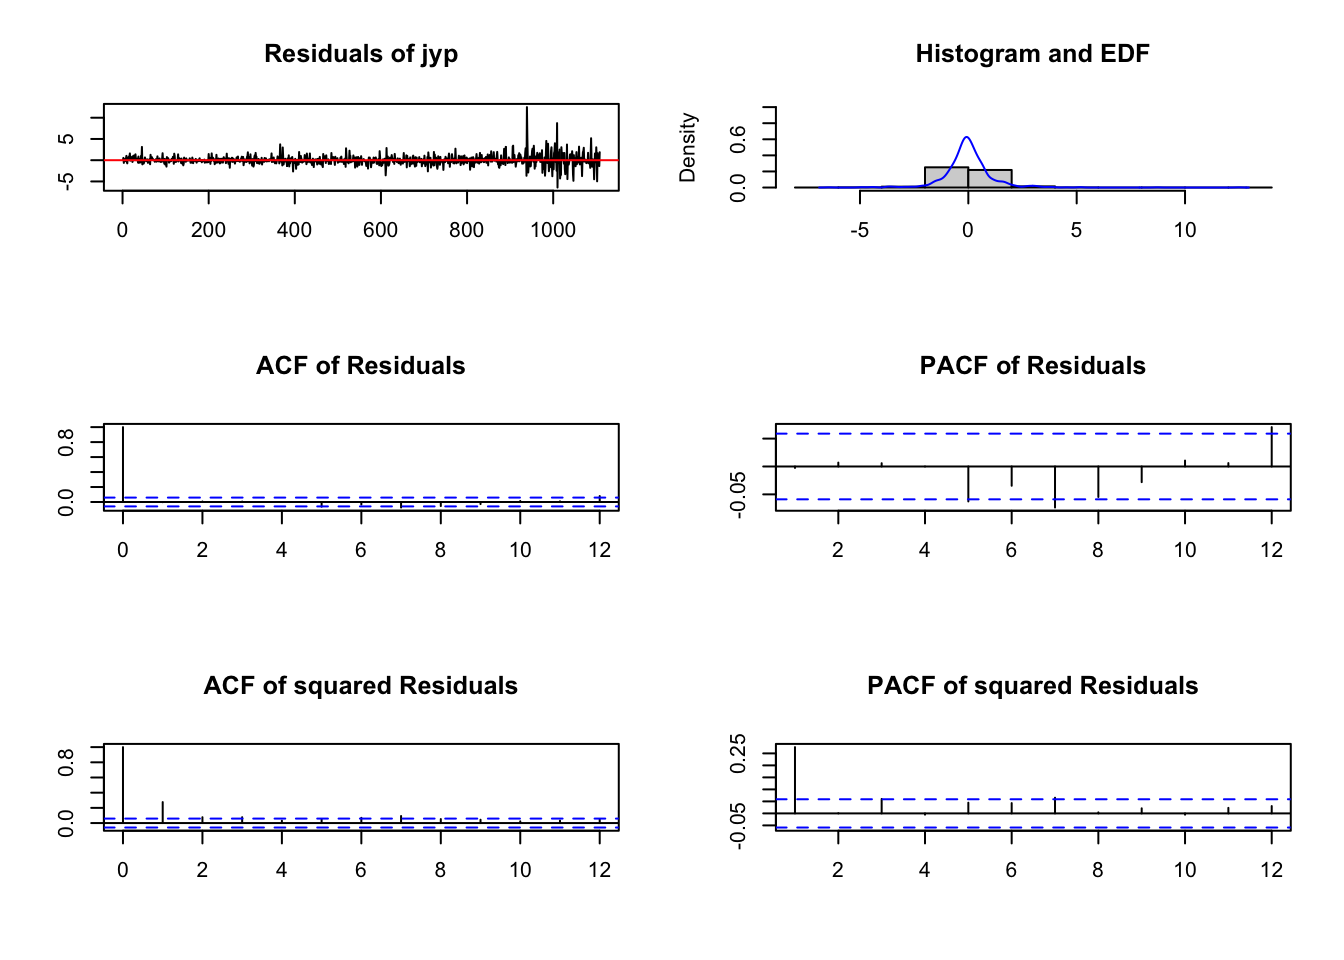 Residuals of jyp
5
-5
0 200 400 600 800 1000
Histogram and EDF
Density
0.6
0.0
-5 0 5 10
ACF of Residuals
0.8
0.0
0 2 4 6 8 10 12
PACF of Residuals
-0.05
2 4 6 8 10 12
ACF of squared Residuals
0.8
0.0
0 2 4 6 8 10 12
PACF of squared Residuals
0.25
-0.05
2 4 6 8 10 12